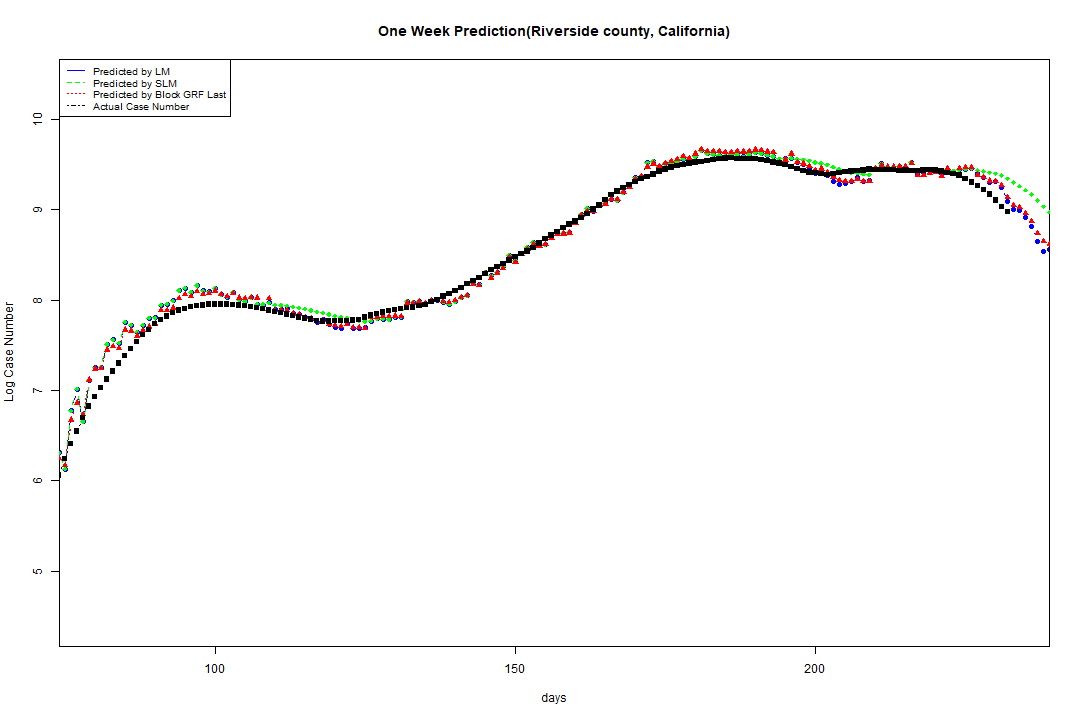 One Week Prediction(Riverside county, California)
Predicted by LM
Predicted by SLM
Predicted by Block GRF Last
Actual Case Number
10
9
8
7
6
5
Log Case Number
100 150 200
days